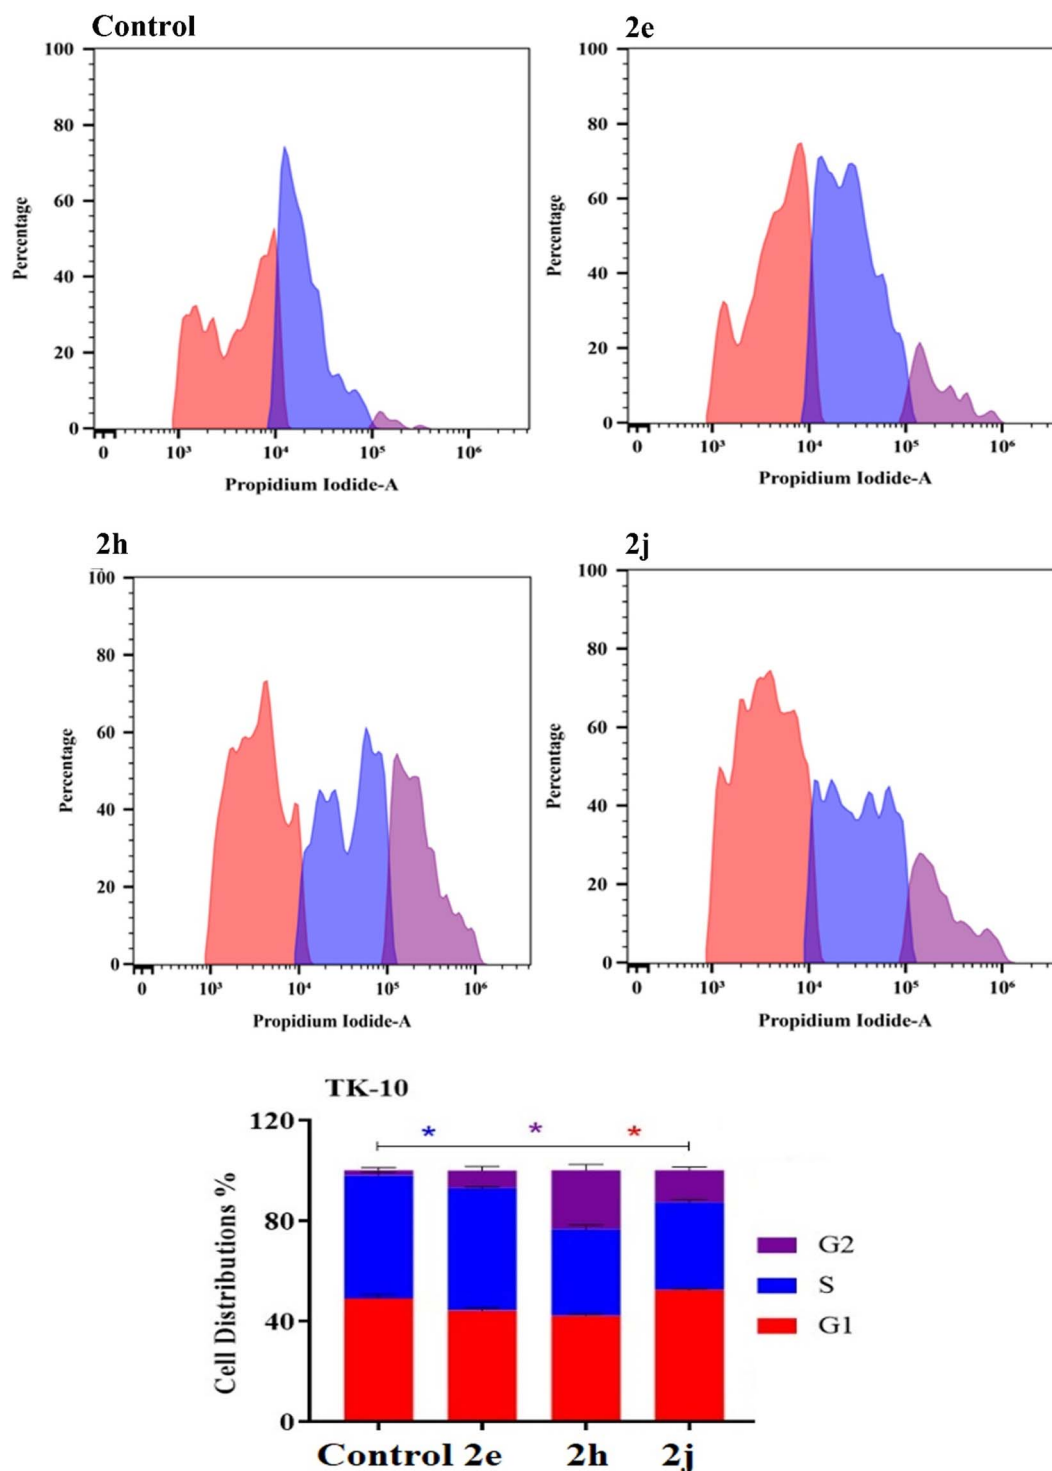 Control
100
80
60
40
20
0
Percentage
0 10³ 10⁴ 10⁵ 10⁶
Propidium Iodide-A
2e
100
80
60
40
20
0
Percentage
0 10³ 10⁴ 10⁵ 10⁶
Propidium Iodide-A
2h
100
80
60
40
20
0
Percentage
0 10³ 10⁴ 10⁵ 10⁶
Propidium Iodide-A
2j
100
80
60
40
20
0
Percentage
0 10³ 10⁴ 10⁵ 10⁶
Propidium Iodide-A
TK-10
120
80
40
0
Cell Distributions %
* * *
G2
S
G1
Control 2e 2h 2j